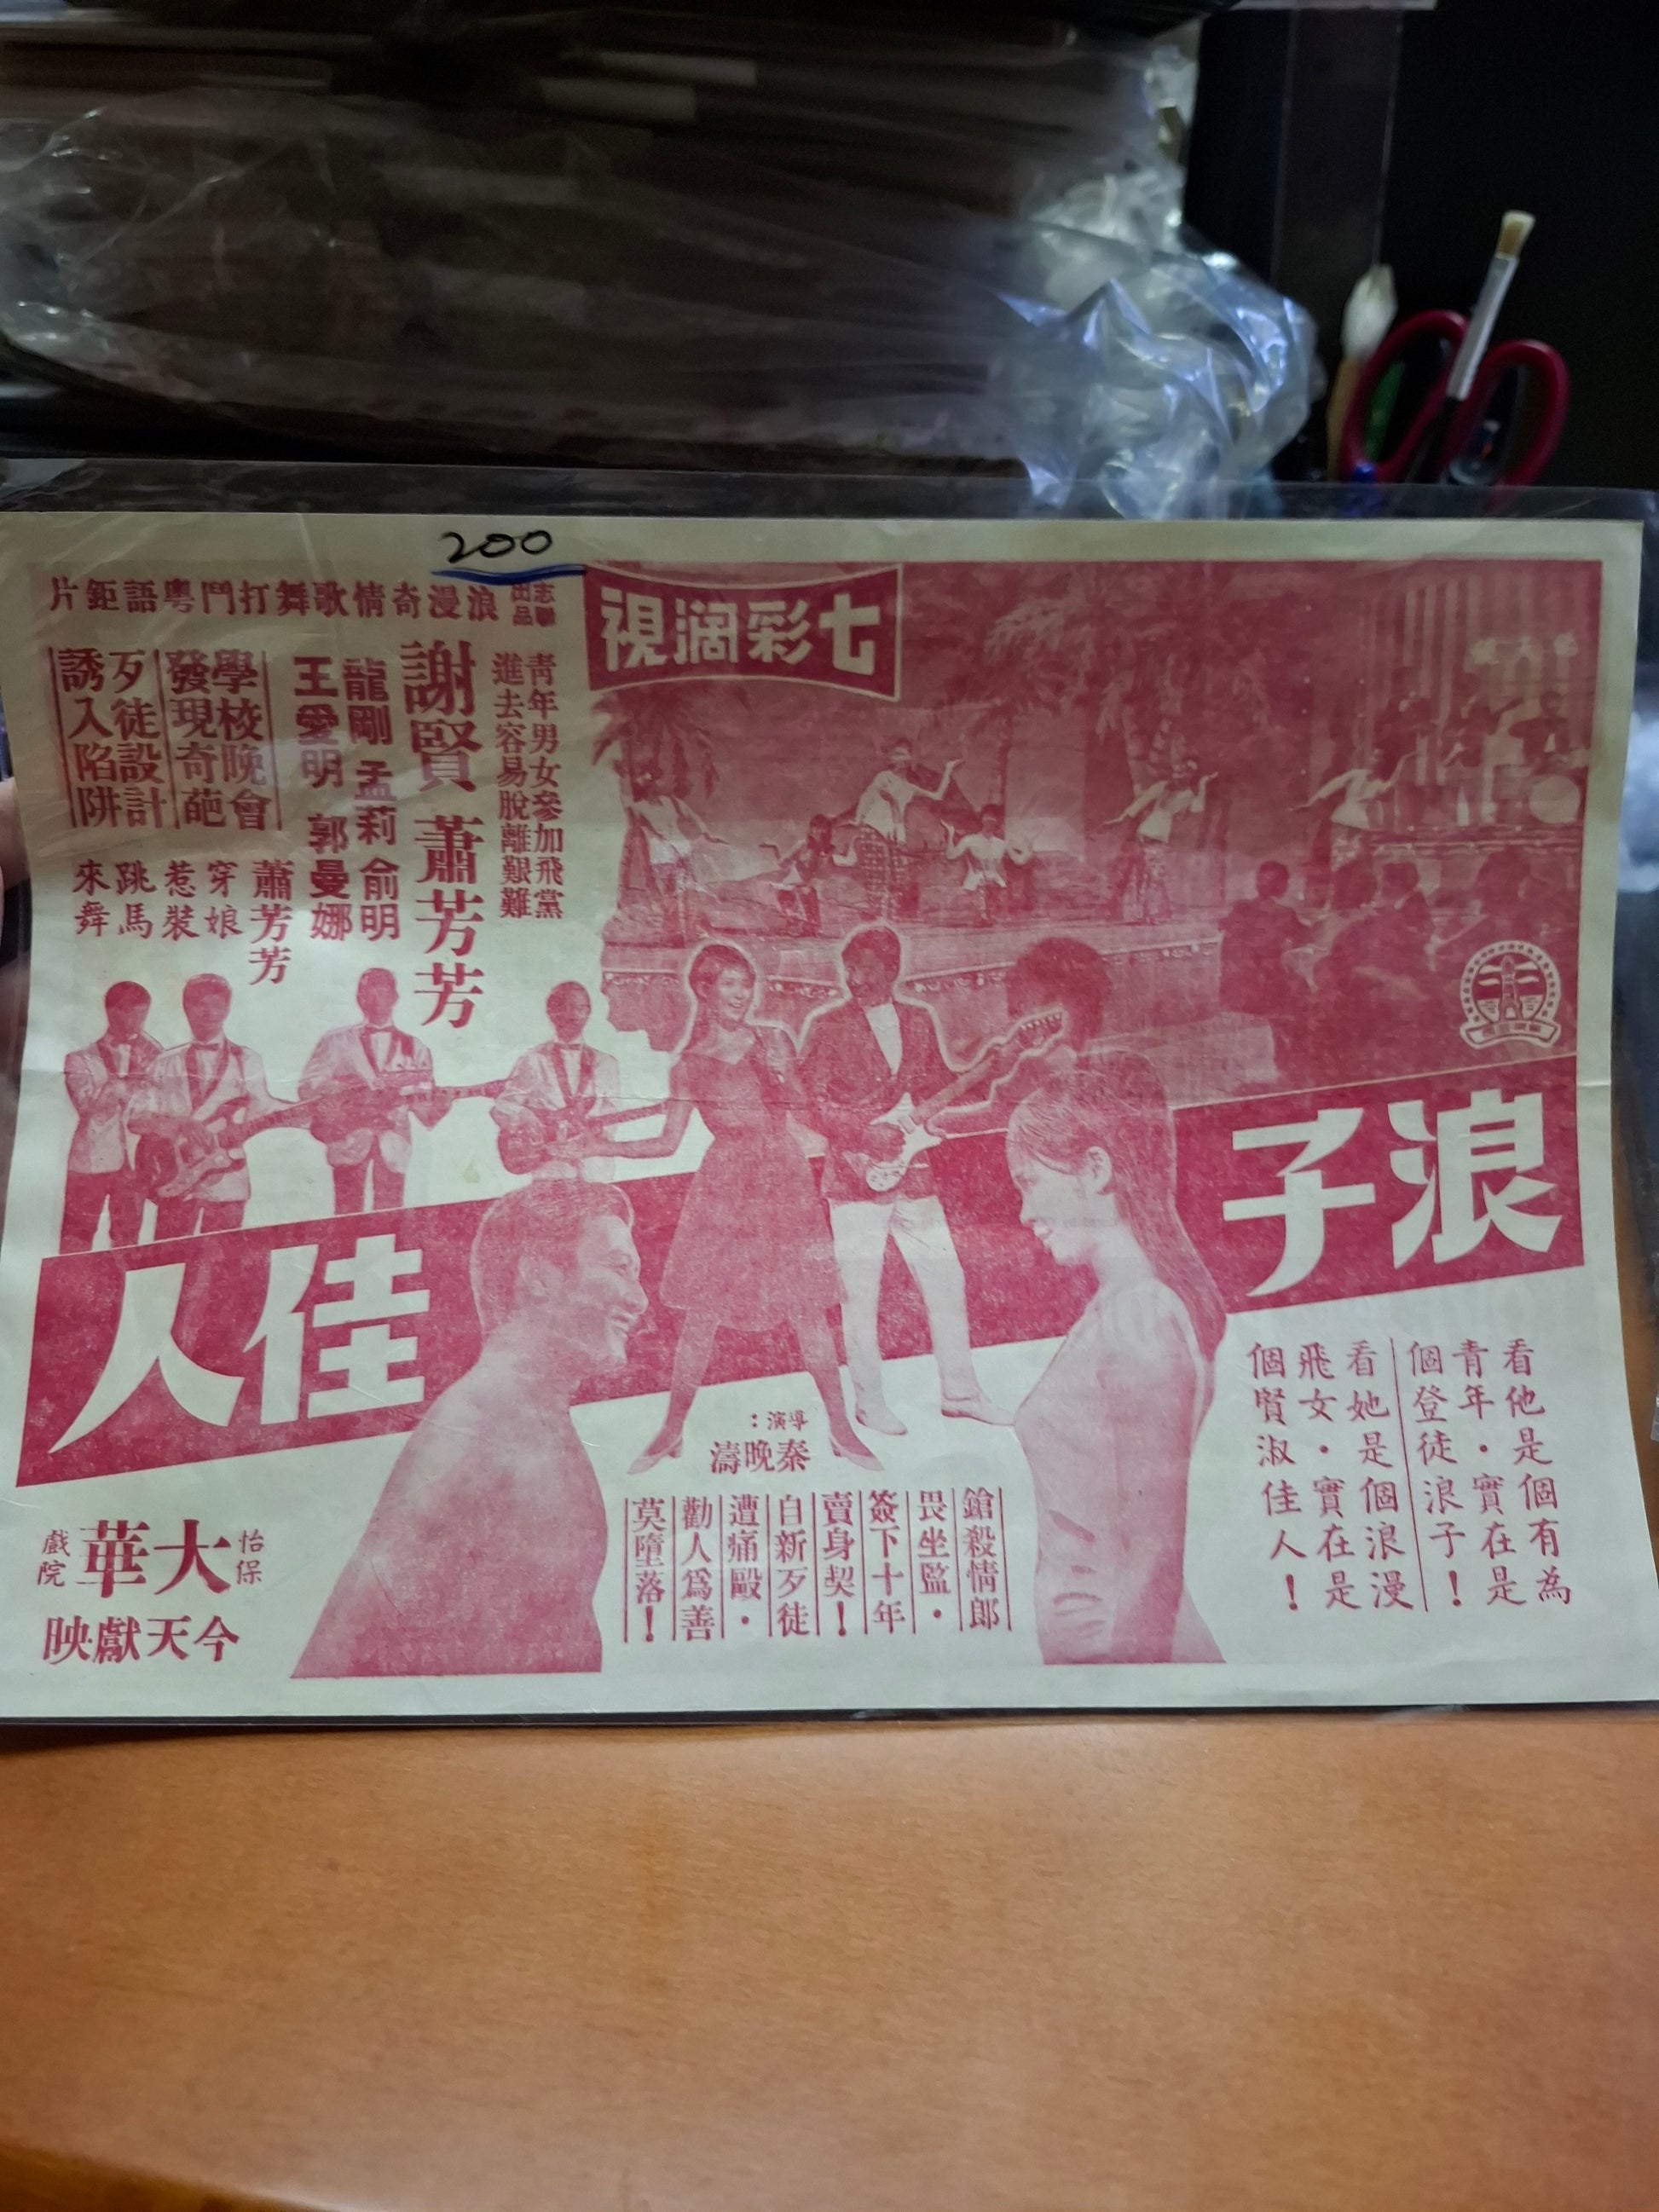 200
七彩濶視
志聯
出品
浪漫奇情歌舞打鬥粵語鉅片
青年男女參加飛黨
進去容易脫離艱難
謝賢 蕭芳芳
龍剛 孟莉 俞明
王愛明 郭曼娜
學校晚會
發現奇葩
歹徒設計
誘入陷阱
蕭芳芳
穿娘
惹裝
跳馬
來舞
浪子
佳人
看他是個有為
青年·實在是
個登徒浪子!
看她是個浪漫
飛女·實在是
個賢淑佳人!
導演:
秦晚濤
鎗殺情郎
畏坐監·
簽下十年
賣身契!
自新歹徒
遭痛毆·
勸人為善
莫墮落!
怡保
大華
戲院
今天獻映